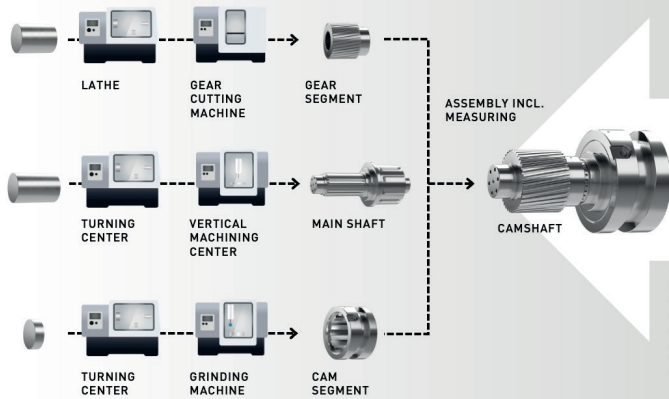 LATHE
GEAR
CUTTING
MACHINE
GEAR
SEGMENT
ASSEMBLY INCL.
MEASURING
TURNING
CENTER
VERTICAL
MACHINING
CENTER
MAIN SHAFT
CAMSHAFT
TURNING
CENTER
GRINDING
MACHINE
CAM
SEGMENT